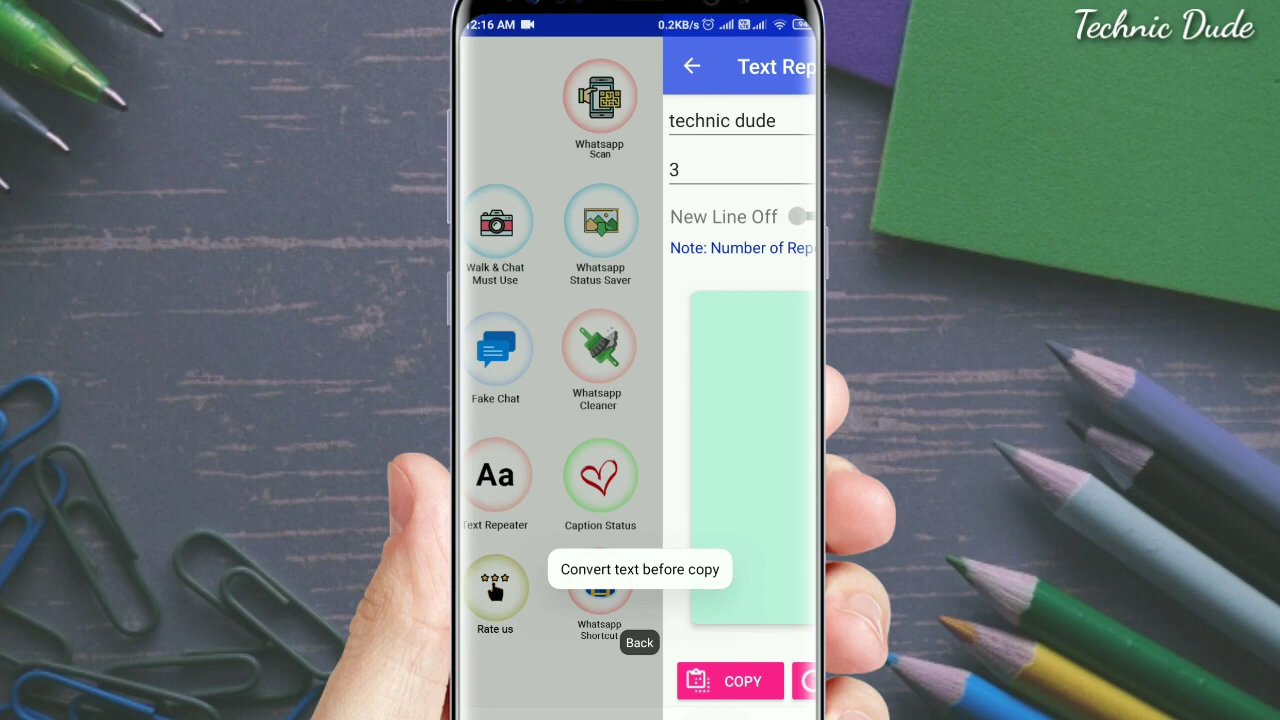 Technic Dude
2:16 AM
0.2KB/s
94
Text Rep
technic dude
3
New Line Off
Note: Number of Rep
Whatsapp
Scan
Walk & Chat
Must Use
Whatsapp
Status Saver
Fake Chat
Whatsapp
Cleaner
Aa
Text Repeater
Caption Status
Convert text before copy
Rate us
Whatsapp
Shortcut
Back
COPY